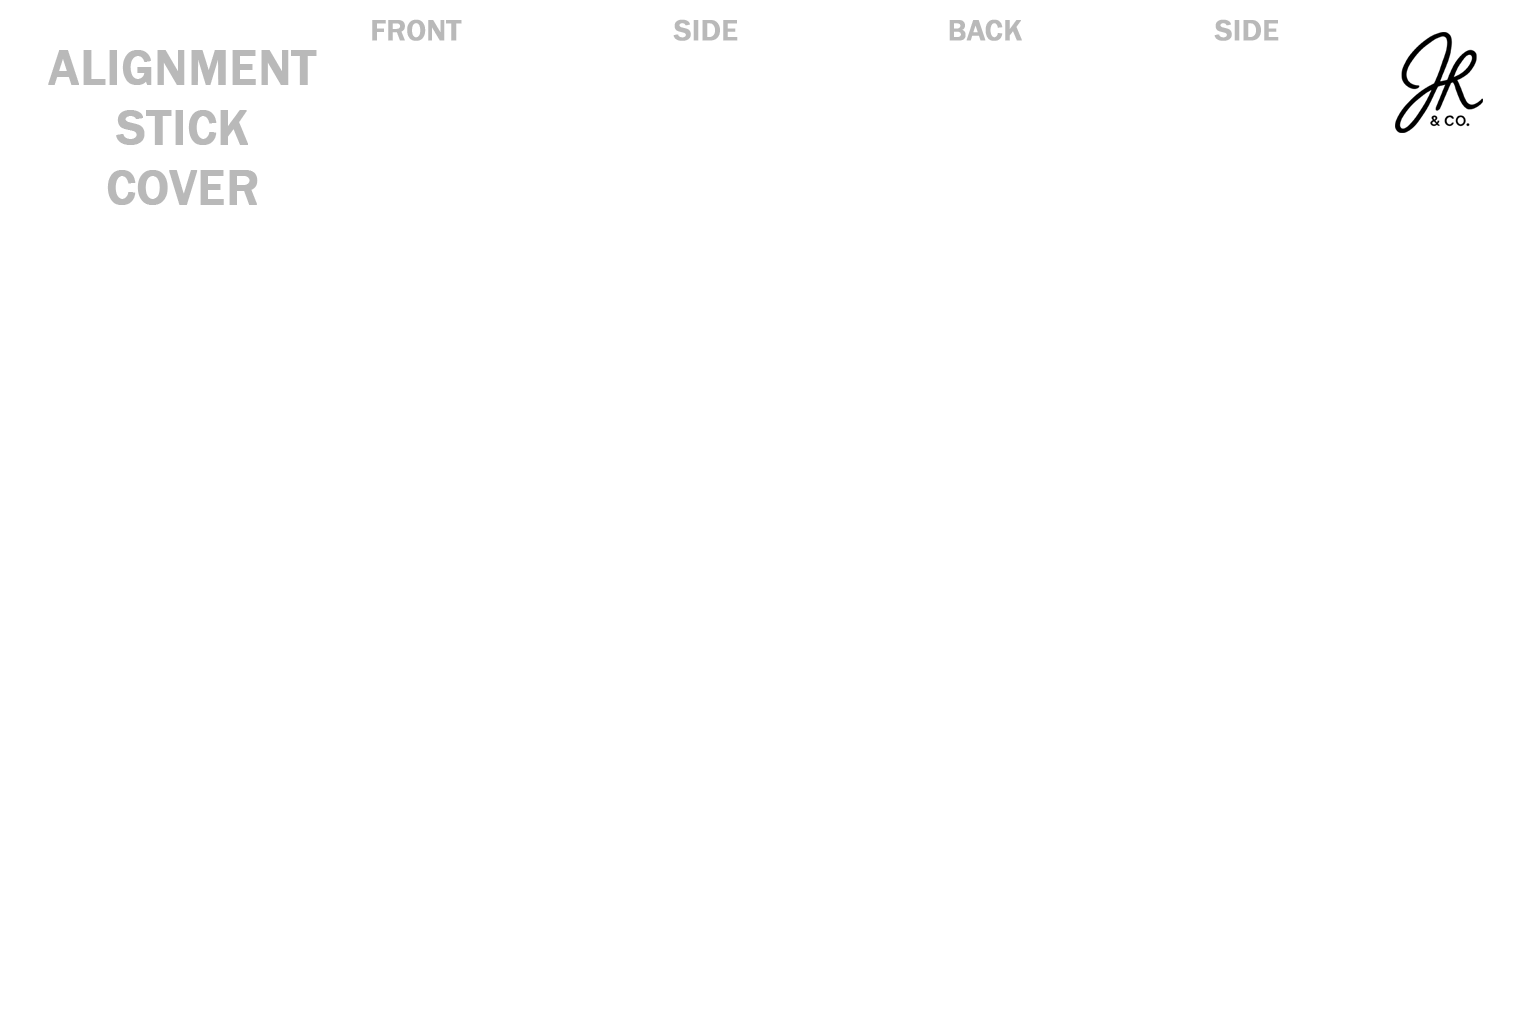 FRONT
SIDE
BACK
SIDE
ALIGNMENT
STICK
COVER
JR
& CO.